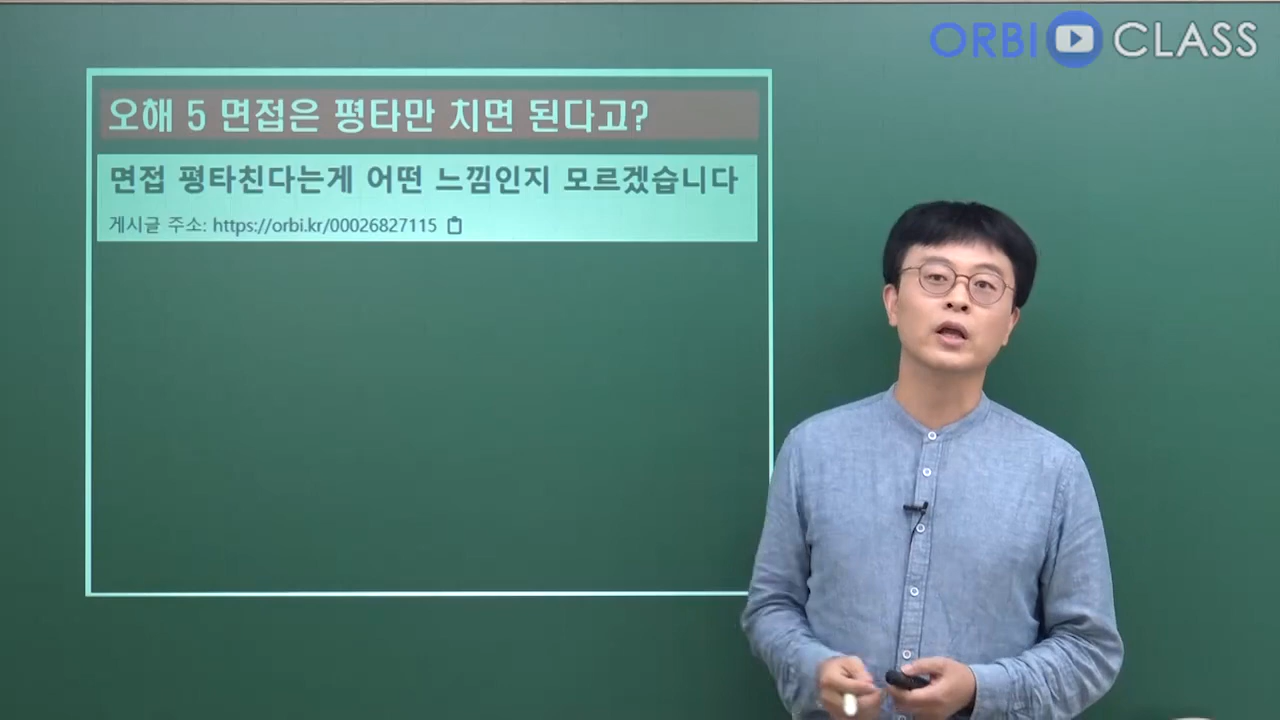 ORBI CLASS
오해 5 면접은 평타만 치면 된다고?
면접 평타친다는게 어떤 느낌인지 모르겠습니다
게시글 주소: https://orbi.kr/00026827115